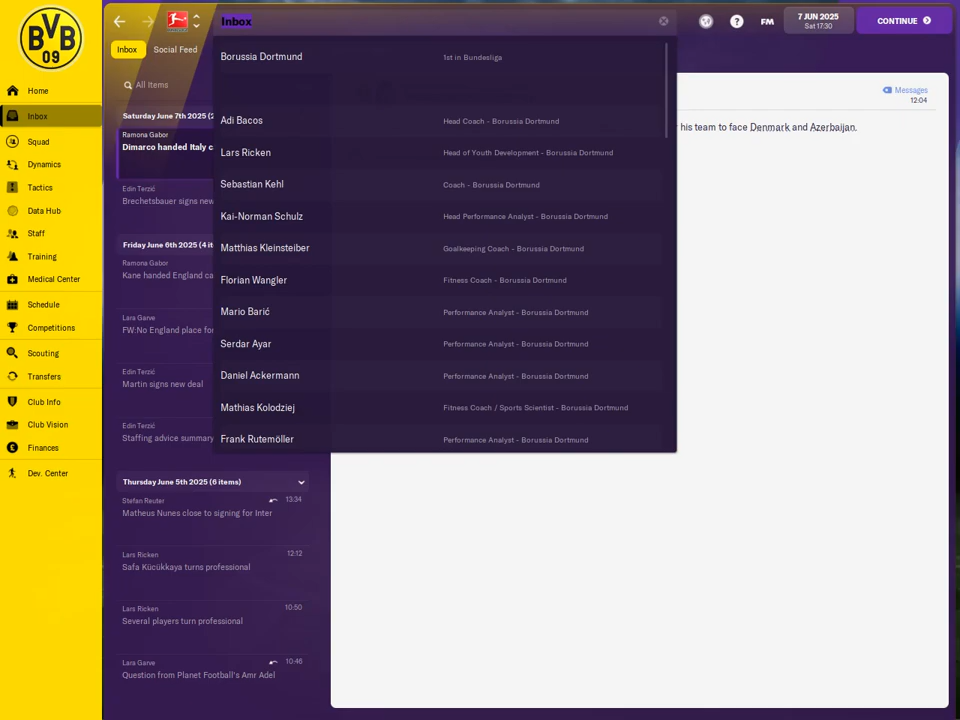 BVB
09
Home
Inbox
Squad
Dynamics
Tactics
Data Hub
Staff
Training
Medical Center
Schedule
Competitions
Scouting
Transfers
Club Info
Club Vision
Finances
Dev. Center
Inbox
FM
7 JUN 2025
Sat 17:30
CONTINUE
Inbox
Social Feed
All Items
Saturday June 7th 2025 (2
Ramona Gabor
Dimarco handed Italy c
Edin Terzić
Brechetsbauer signs new
Friday June 6th 2025 (4 it
Ramona Gabor
Kane handed England ca
Lara Garve
FW:No England place for
Edin Terzić
Martin signs new deal
Edin Terzić
Staffing advice summary
Thursday June 5th 2025 (6 items)
Stefan Reuter 13:34
Matheus Nunes close to signing for Inter
Lars Ricken 12:12
Safa Kücükkaya turns professional
Lars Ricken 10:50
Several players turn professional
Lara Garve 10:46
Question from Planet Football's Amr Adel
Borussia Dortmund 1st in Bundesliga
Adi Bacos Head Coach - Borussia Dortmund
Lars Ricken Head of Youth Development - Borussia Dortmund
Sebastian Kehl Coach - Borussia Dortmund
Kai-Norman Schulz Head Performance Analyst - Borussia Dortmund
Matthias Kleinsteiber Goalkeeping Coach - Borussia Dortmund
Florian Wangler Fitness Coach - Borussia Dortmund
Mario Barić Performance Analyst - Borussia Dortmund
Serdar Ayar Performance Analyst - Borussia Dortmund
Daniel Ackermann Performance Analyst - Borussia Dortmund
Mathias Kolodziej Fitness Coach / Sports Scientist - Borussia Dortmund
Frank Rutemöller Performance Analyst - Borussia Dortmund
Messages
12:04
his team to face Denmark and Azerbaijan.